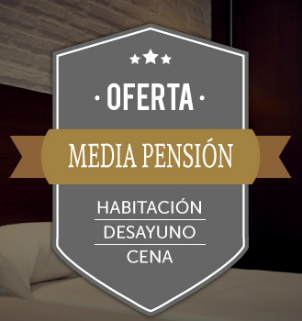 · OFERTA ·
MEDIA PENSIÓN
HABITACIÓN
DESAYUNO
CENA